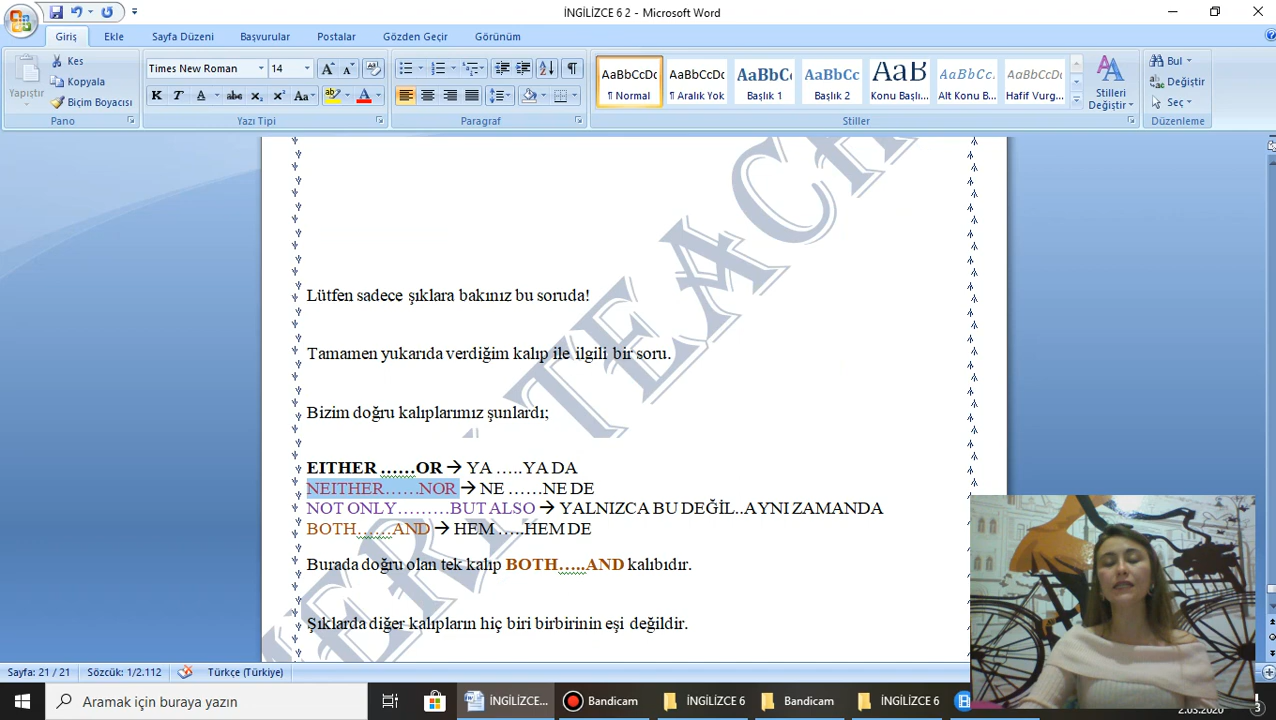 İNGİLİZCE 6 2 - Microsoft Word
Giriş Ekle Sayfa Düzeni Başvurular Postalar Gözden Geçir Görünüm
Yapıştır
Kes
Kopyala
Biçim Boyacısı
Pano
Times New Roman 14
Yazı Tipi
Paragraf
AaBbCcDc AaBbCcDc AaBbCc AaBbCc AaB AaBbCc. AaBbCcDc
¶ Normal ¶ Aralık Yok Başlık 1 Başlık 2 Konu Başlı... Alt Konu B... Hafif Vurg...
Stilleri Değiştir
Stiller
Bul
Değiştir
Seç
Düzenleme
TEACH
Lütfen sadece şıklara bakınız bu soruda!
Tamamen yukarıda verdiğim kalıp ile ilgili bir soru.
Bizim doğru kalıplarımız şunlardı;
EITHER ……OR → YA …..YA DA
NEITHER……NOR → NE ……NE DE
NOT ONLY………BUT ALSO → YALNIZCA BU DEĞİL..AYNI ZAMANDA
BOTH……AND → HEM …..HEM DE
Burada doğru olan tek kalıp BOTH…..AND kalıbıdır.
Şıklarda diğer kalıpların hiç biri birbirinin eşi değildir.
Sayfa: 21 / 21 Sözcük: 1/2.112 Türkçe (Türkiye)
Aramak için buraya yazın
İNGİLİZCE... Bandicam İNGİLİZCE 6 Bandicam İNGİLİZCE 6
2.03.2020 3